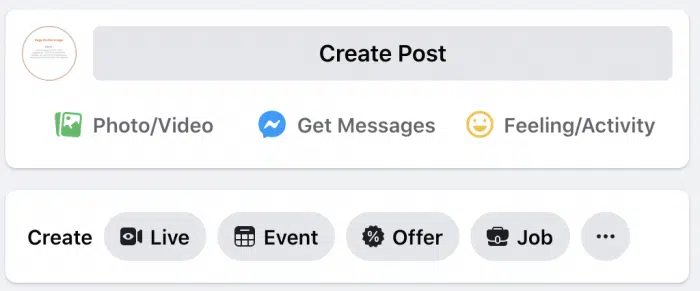 Create Post
Photo/Video Get Messages Feeling/Activity
Create Live Event Offer Job